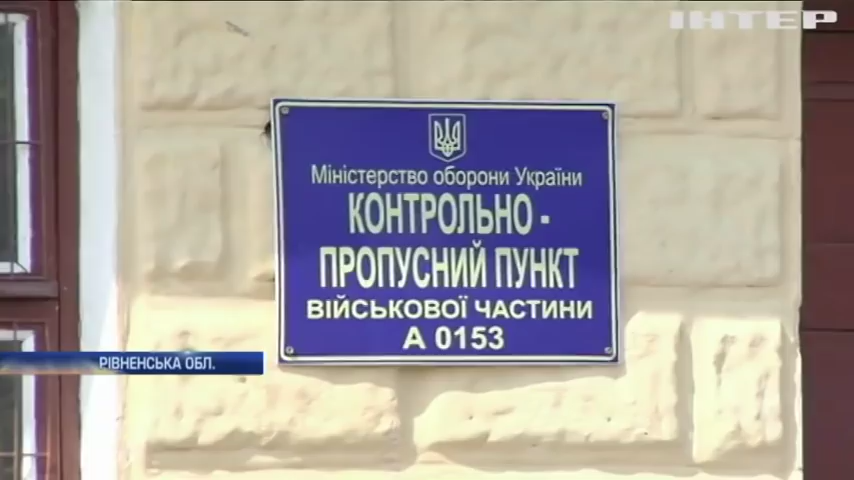 ІНТЕР
Міністерство оборони України
КОНТРОЛЬНО -
ПРОПУСНИЙ ПУНКТ
ВІЙСЬКОВОЇ ЧАСТИНИ
А 0153
РІВНЕНСЬКА ОБЛ.